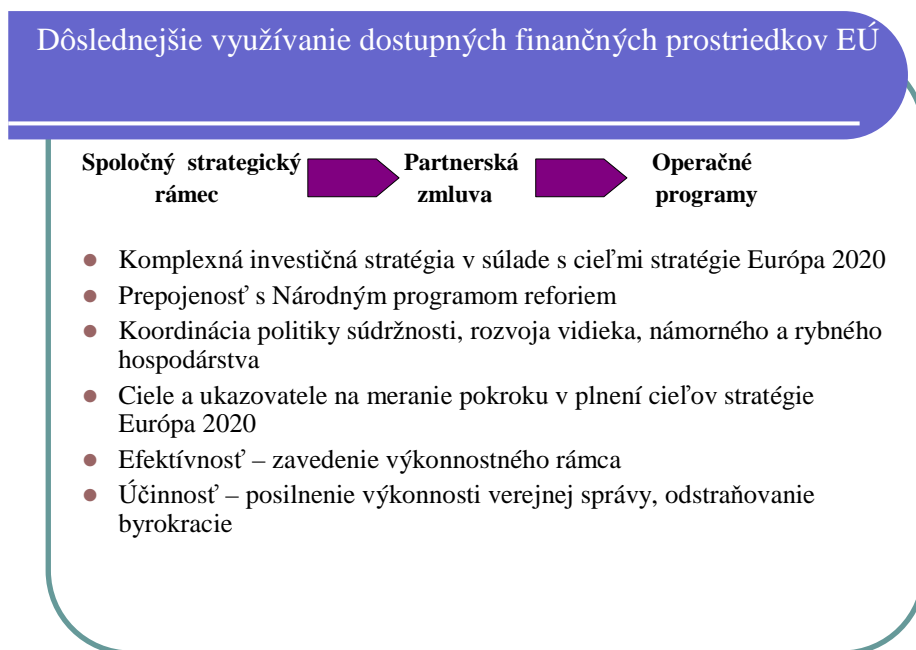 Dôslednejšie využívanie dostupných finančných prostriedkov EÚ
Spoločný strategický rámec
Partnerská zmluva
Operačné programy
Komplexná investičná stratégia v súlade s cieľmi stratégie Európa 2020
Prepojenosť s Národným programom reforiem
Koordinácia politiky súdržnosti, rozvoja vidieka, námorného a rybného
hospodárstva
Ciele a ukazovatele na meranie pokroku v plnení cieľov stratégie
Európa 2020
Efektívnosť – zavedenie výkonnostného rámca
Účinnosť – posilnenie výkonnosti verejnej správy, odstraňovanie
byrokracie